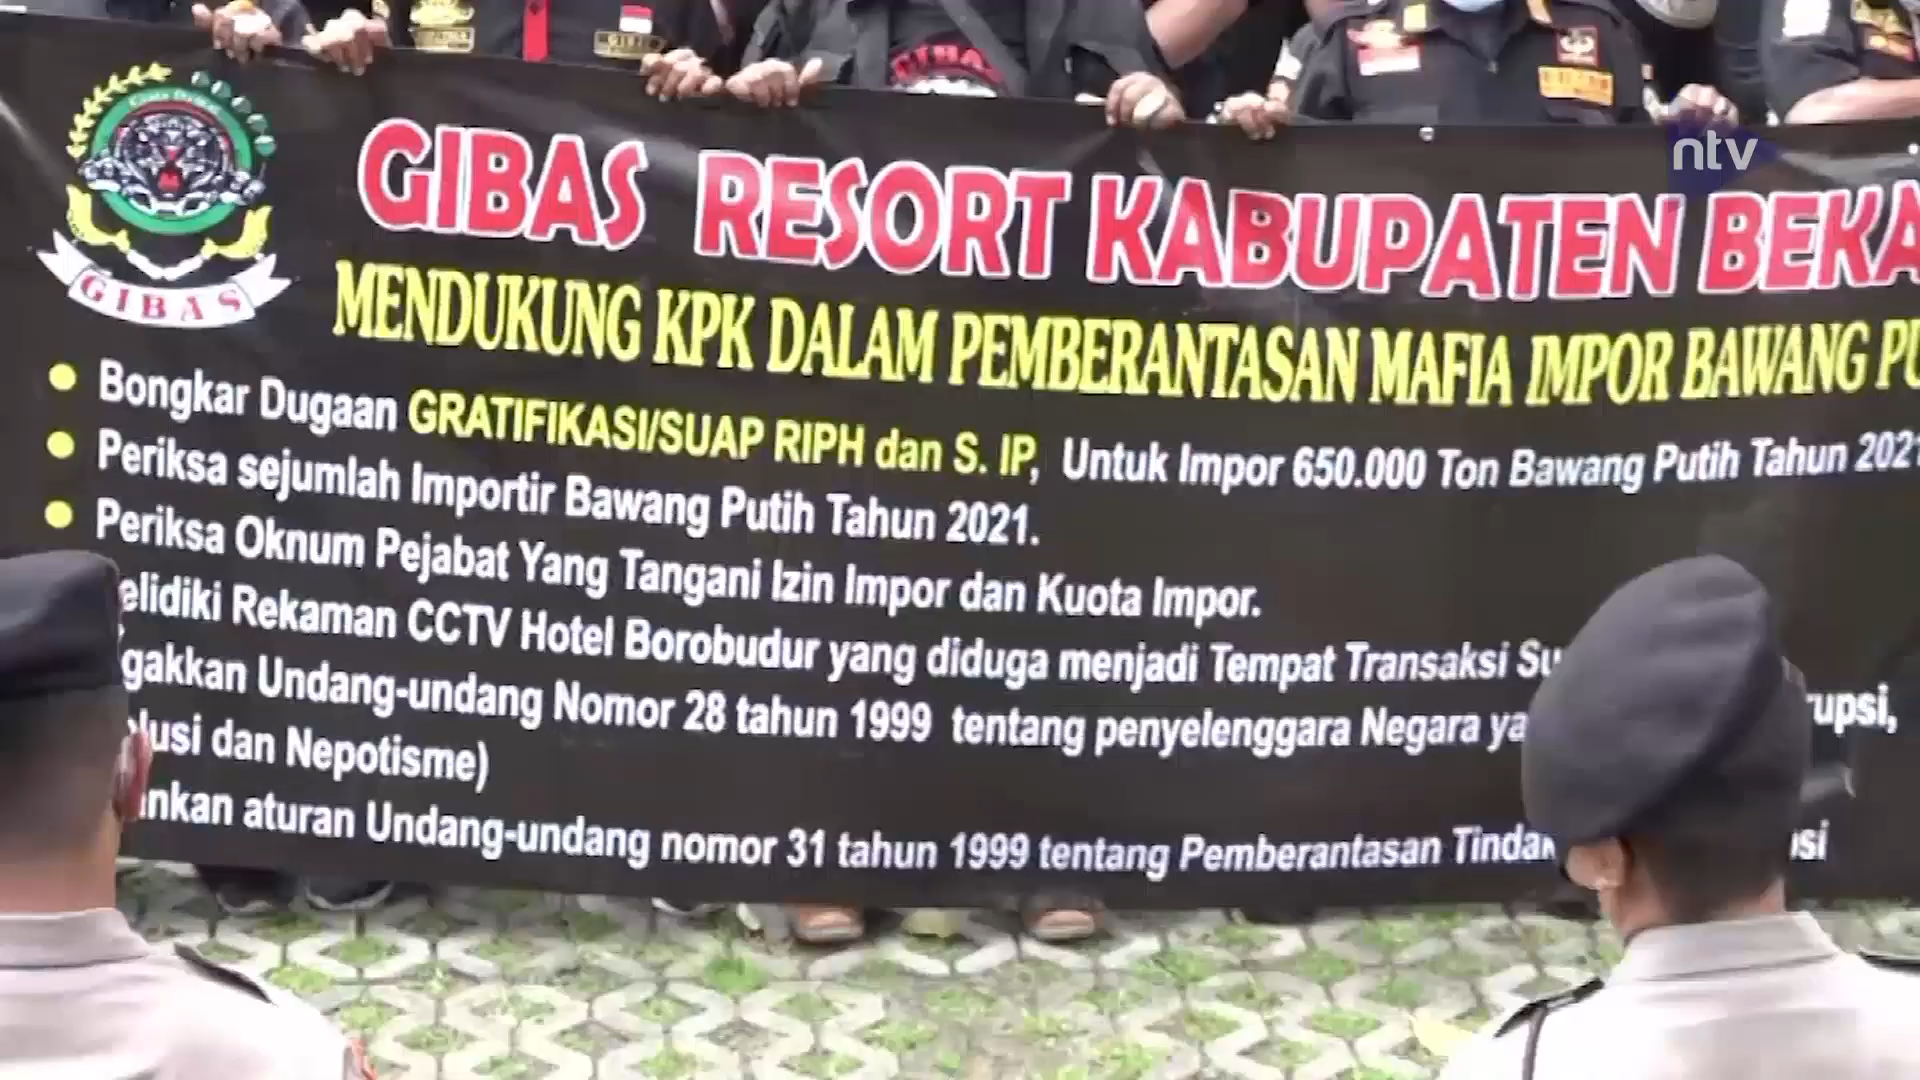 ntv
GIBAS
GIBAS RESORT KABUPATEN BEKA
MENDUKUNG KPK DALAM PEMBERANTASAN MAFIA IMPOR BAWANG PU
Bongkar Dugaan GRATIFIKASI/SUAP RIPH dan S. IP, Untuk Impor 650.000 Ton Bawang Putih Tahun 2021
Periksa sejumlah Importir Bawang Putih Tahun 2021.
Periksa Oknum Pejabat Yang Tangani Izin Impor dan Kuota Impor.
elidiki Rekaman CCTV Hotel Borobudur yang diduga menjadi Tempat Transaksi Su
gakkan Undang-undang Nomor 28 tahun 1999 tentang penyelenggara Negara ya rupsi,
lusi dan Nepotisme)
ankan aturan Undang-undang nomor 31 tahun 1999 tentang Pemberantasan Tindak si